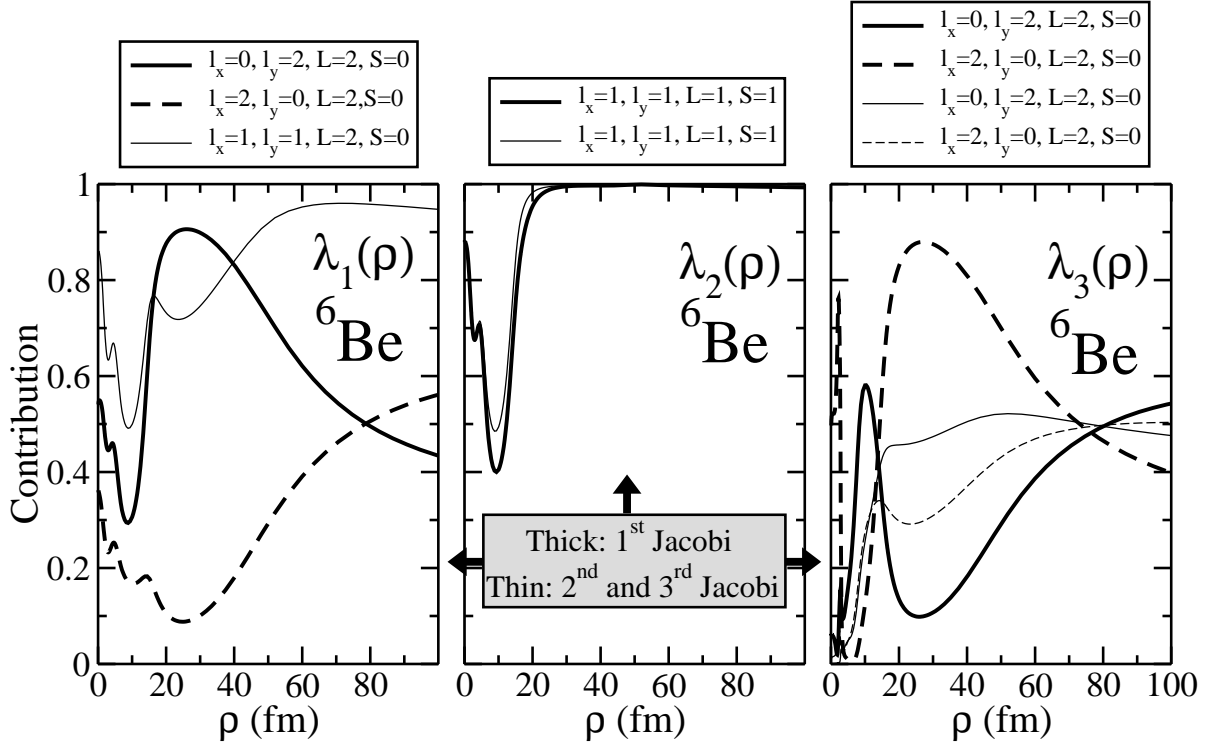 l_x=0, l_y=2, L=2, S=0
l_x=2, l_y=0, L=2,S=0
l_x=1, l_y=1, L=2, S=0
l_x=1, l_y=1, L=1, S=1
l_x=1, l_y=1, L=1, S=1
l_x=0, l_y=2, L=2, S=0
l_x=2, l_y=0, L=2, S=0
l_x=0, l_y=2, L=2, S=0
l_x=2, l_y=0, L=2, S=0
Contribution
1
0.8
0.6
0.4
0.2
0
λ_1(ρ)
^6Be
λ_2(ρ)
^6Be
λ_3(ρ)
^6Be
Thick: 1^st Jacobi
Thin: 2^nd and 3^rd Jacobi
0 20 40 60 80
0 20 40 60 80
0 20 40 60 80 100
ρ (fm)
ρ (fm)
ρ (fm)